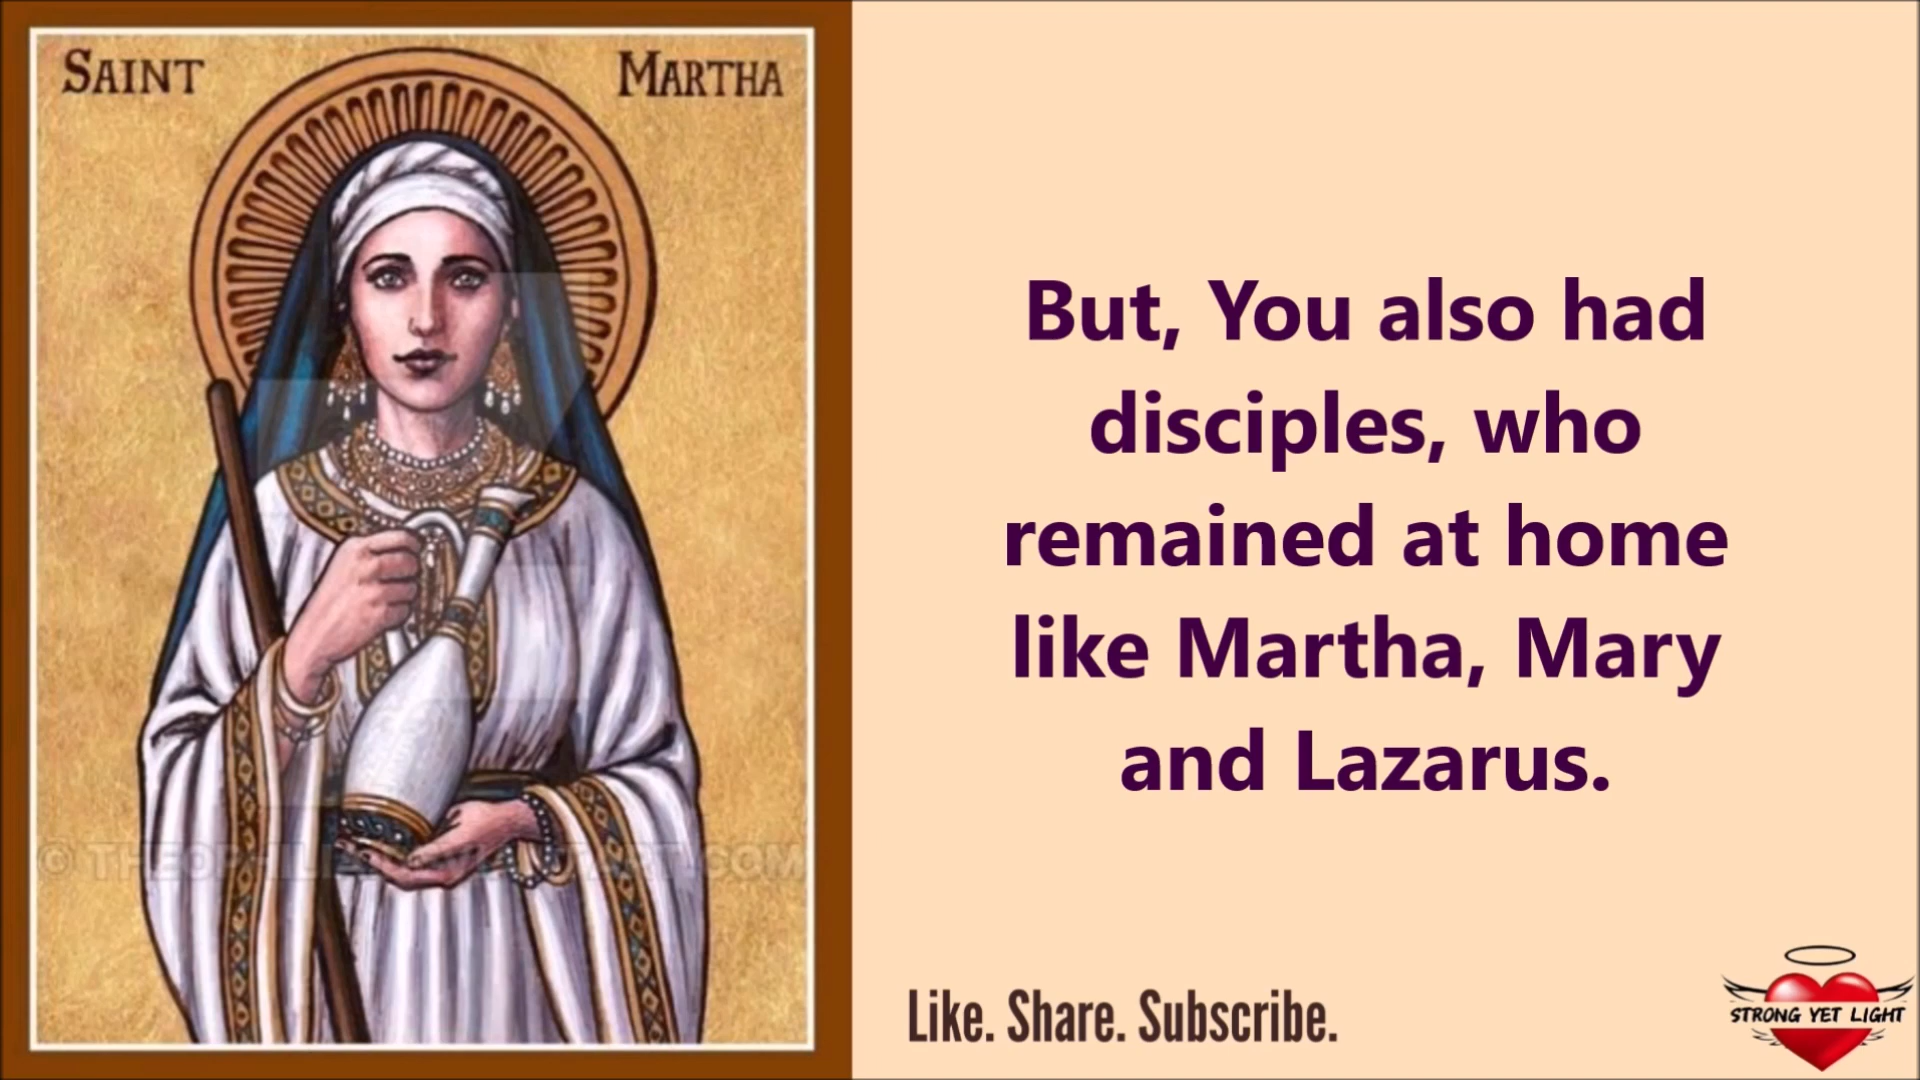 SAINT MARTHA
But, You also had
disciples, who
remained at home
like Martha, Mary
and Lazarus.
Like. Share. Subscribe.
STRONG YET LIGHT